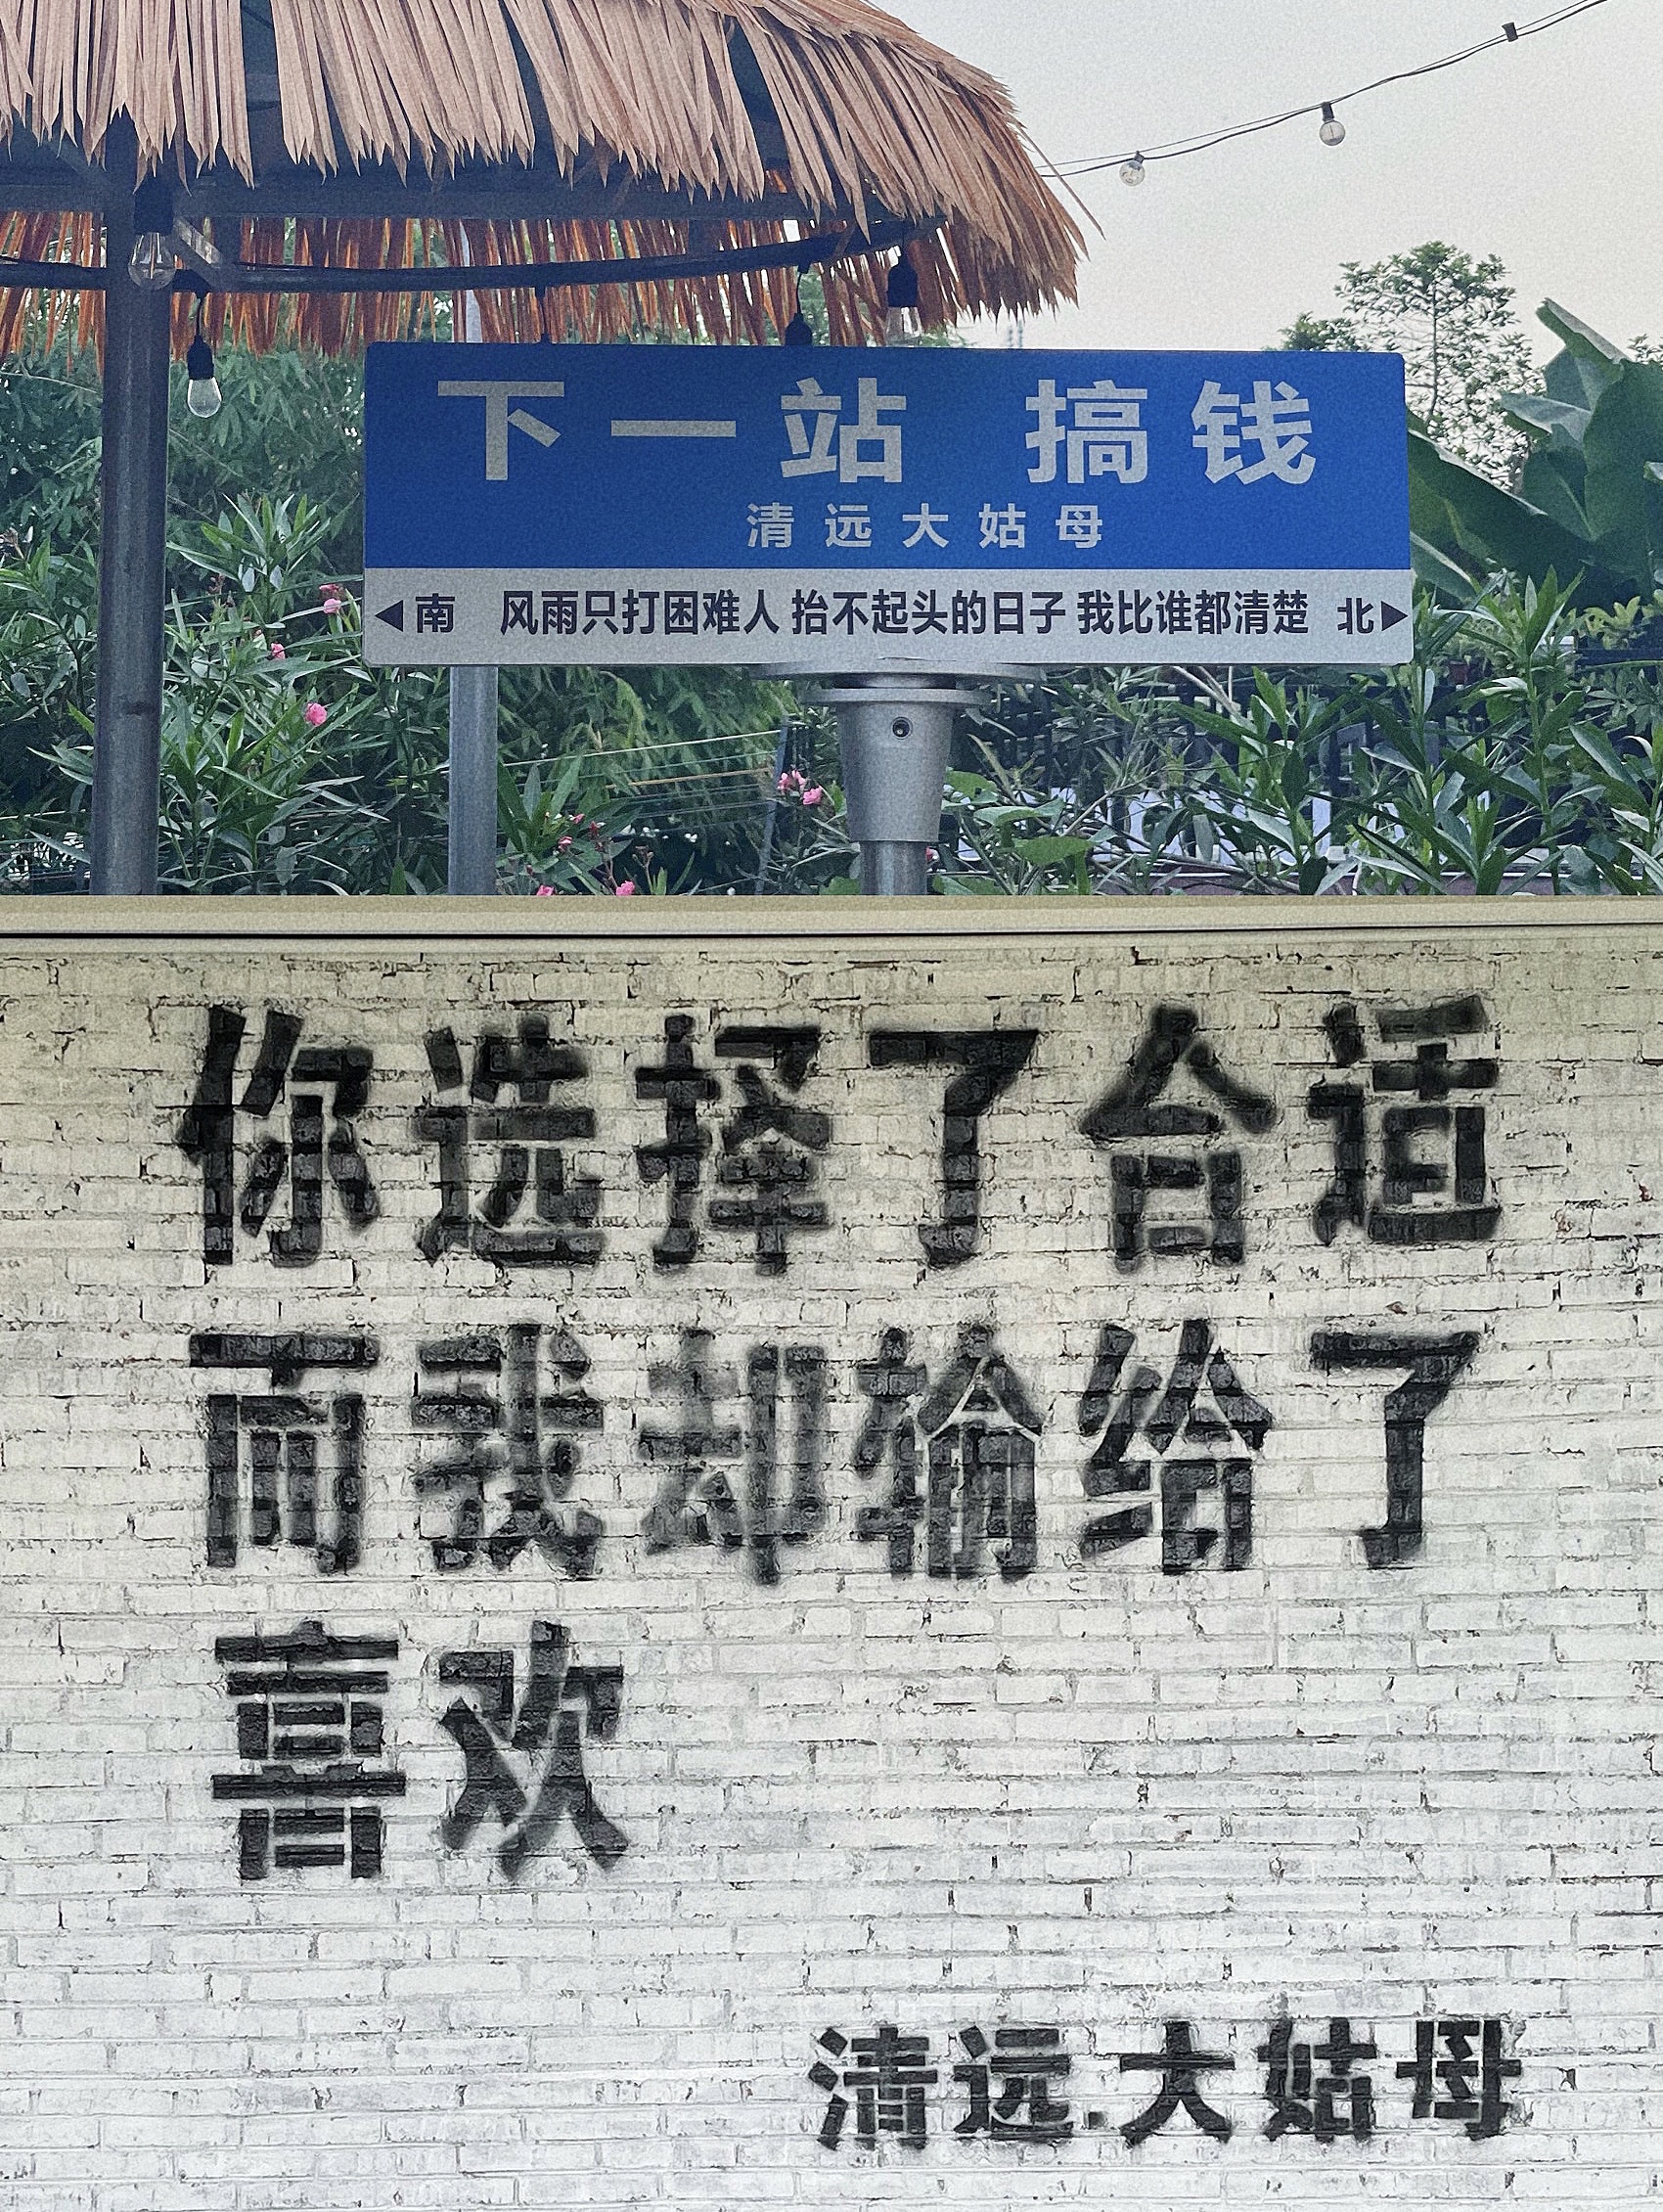 下一站 搞钱
清远大姑母
◀南 风雨只打困难人 抬不起头的日子 我比谁都清楚 北▶
你选择了合适
而我却输给了
喜欢
清远大姑母